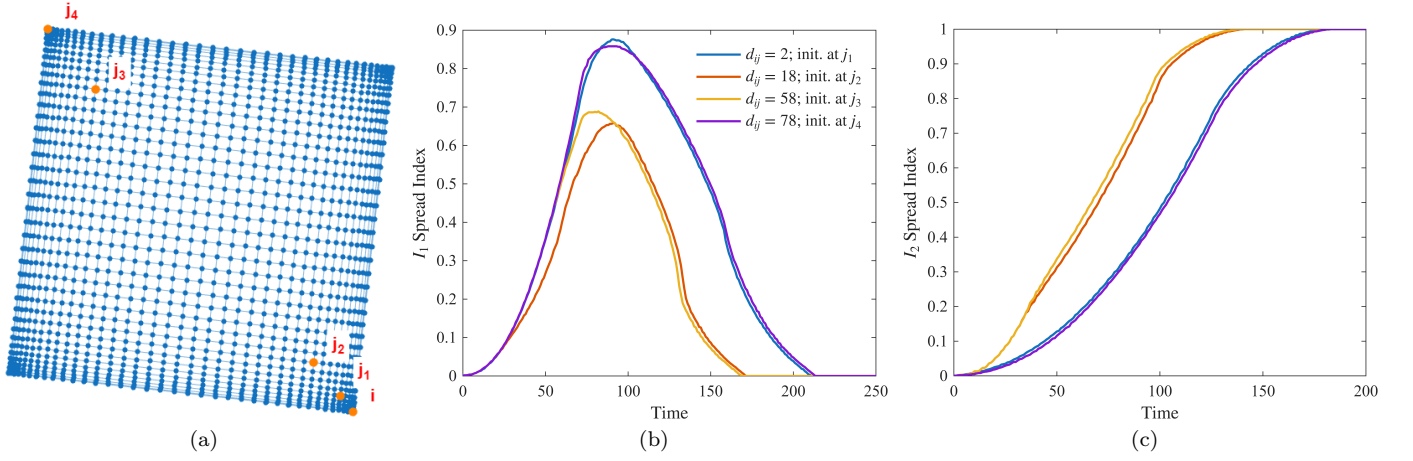 j₄
j₃
j₂
j₁
i
(a)
I₁ Spread Index
0.9
0.8
0.7
0.6
0.5
0.4
0.3
0.2
0.1
0
0 50 100 150 200 250
Time
dᵢⱼ = 2; init. at j₁
dᵢⱼ = 18; init. at j₂
dᵢⱼ = 58; init. at j₃
dᵢⱼ = 78; init. at j₄
(b)
I₂ Spread Index
1
0.9
0.8
0.7
0.6
0.5
0.4
0.3
0.2
0.1
0
0 50 100 150 200
Time
(c)